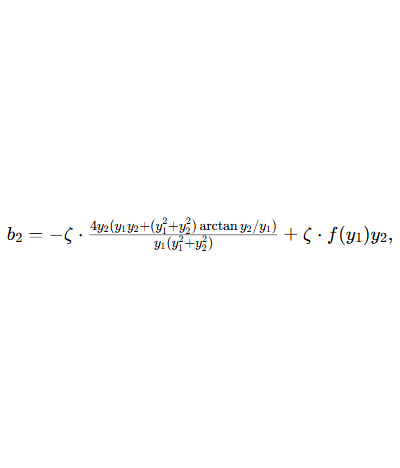 $b_2 = -\zeta \cdot \frac{4y_2(y_1y_2+(y_1^2+y_2^2)\arctan y_2/y_1)}{y_1(y_1^2+y_2^2)} + \zeta \cdot f(y_1)y_2,$